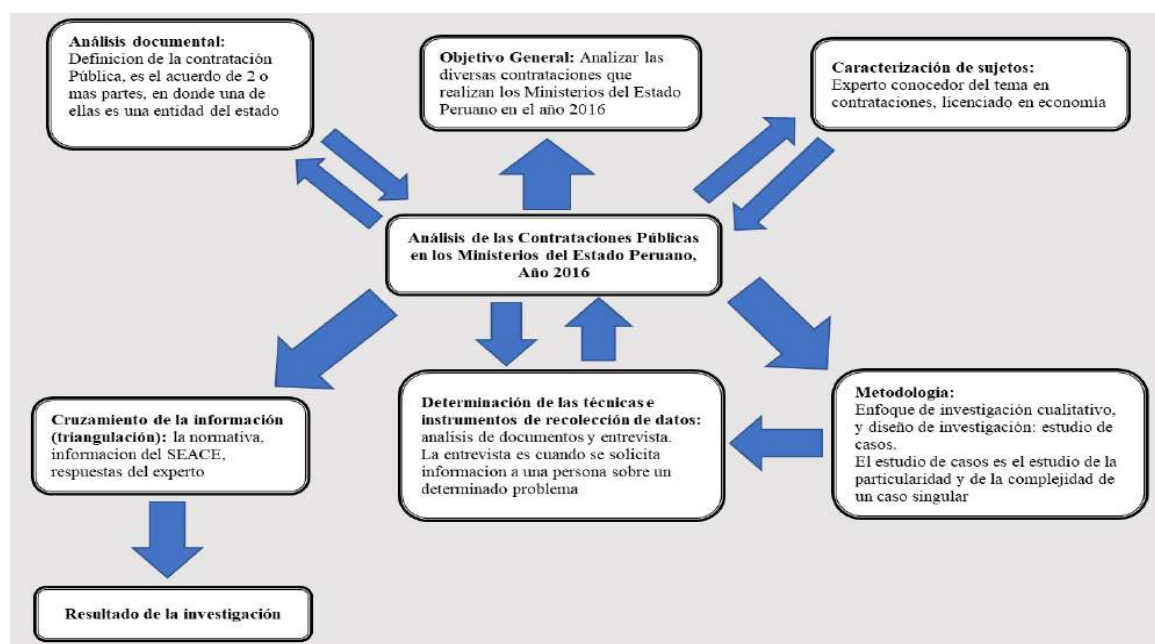 Análisis documental:
Definicion de la contratación
Pública, es el acuerdo de 2 o
mas partes, en donde una de
ellas es una entidad del estado
Objetivo General: Analizar las
diversas contrataciones que
realizan los Ministerios del Estado
Peruano en el año 2016
Caracterización de sujetos:
Experto conocedor del tema en
contrataciones, licenciado en economía
Análisis de las Contrataciones Públicas
en los Ministerios del Estado Peruano,
Año 2016
Cruzamiento de la información
(triangulación): la normativa,
informacion del SEACE,
respuestas del experto
Determinación de las técnicas e
instrumentos de recolección de datos:
analisis de documentos y entrevista.
La entrevista es cuando se solicita
informacion a una persona sobre un
determinado problema
Metodologia:
Enfoque de investigación cualitativo,
y diseño de investigación: estudio de
casos.
El estudio de casos es el estudio de la
particularidad y de la complejidad de
un caso singular
Resultado de la investigación